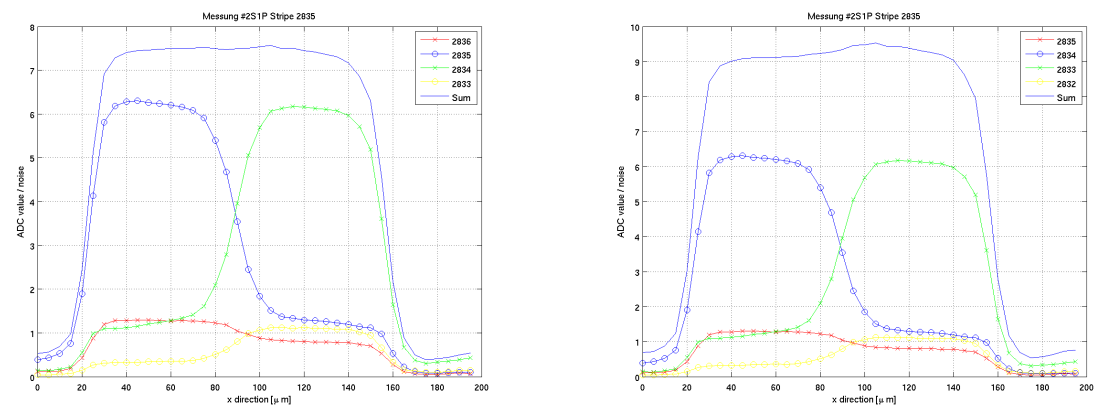 Messung #2S1P Stripe 2835
8
7
6
5
4
3
2
1
0
ADC value / noise
2836
2835
2834
2833
Sum
0 20 40 60 80 100 120 140 160 180 200
x direction [μ m]
Messung #2S1P Stripe 2835
10
9
8
7
6
5
4
3
2
1
0
ADC value / noise
2835
2834
2833
2832
Sum
0 20 40 60 80 100 120 140 160 180 200
x direction [μ m]